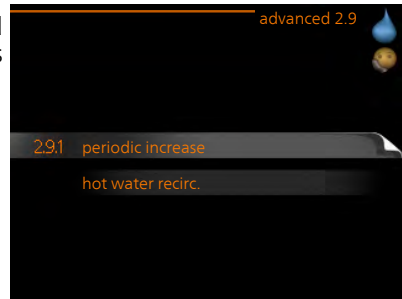 advanced 2.9
2.9.1 periodic increase
hot water recirc.